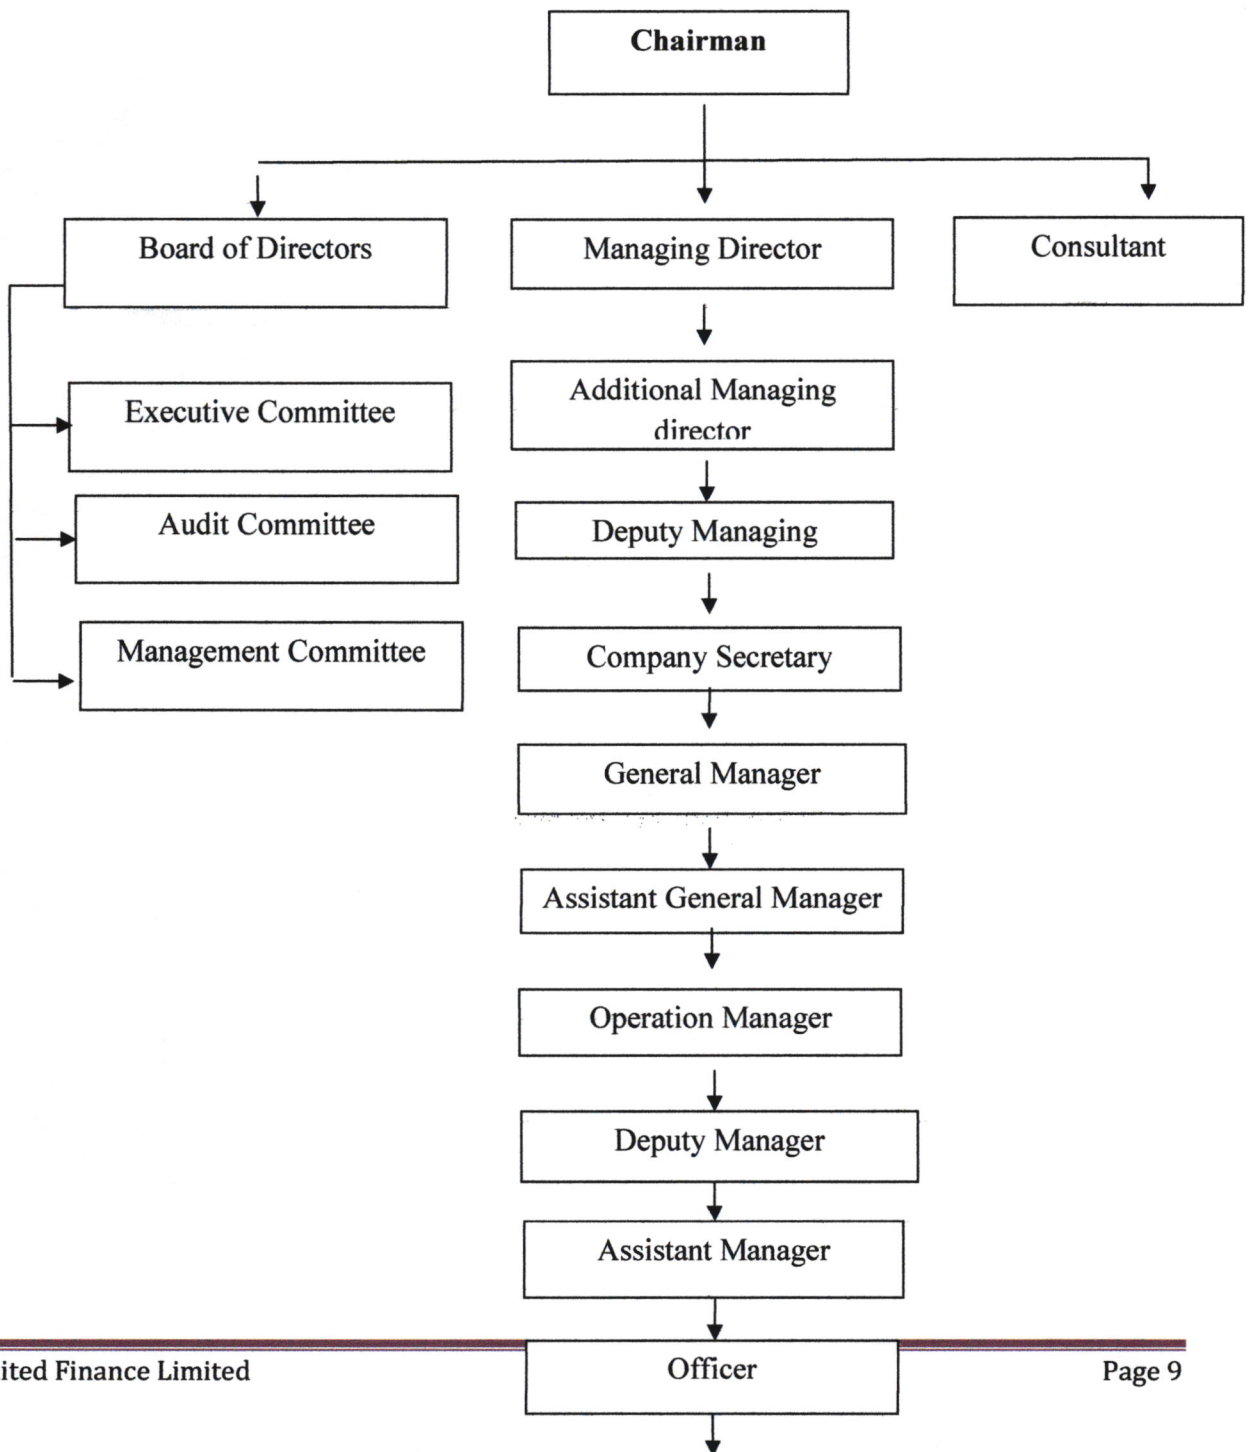 Chairman
Board of Directors
Managing Director
Consultant
Executive Committee
Audit Committee
Management Committee
Additional Managing
director
Deputy Managing
Company Secretary
General Manager
Assistant General Manager
Operation Manager
Deputy Manager
Assistant Manager
Officer
ited Finance Limited
Page 9